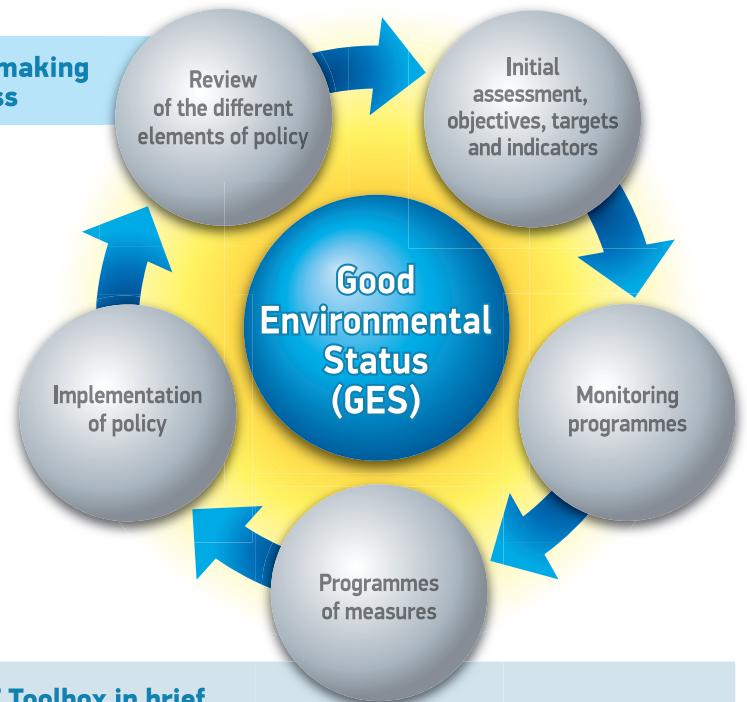 making
ss
Review
of the different
elements of policy
Initial
assessment,
objectives, targets
and indicators
Good
Environmental
Status
(GES)
Implementation
of policy
Monitoring
programmes
Programmes
of measures
Toolbox in brief